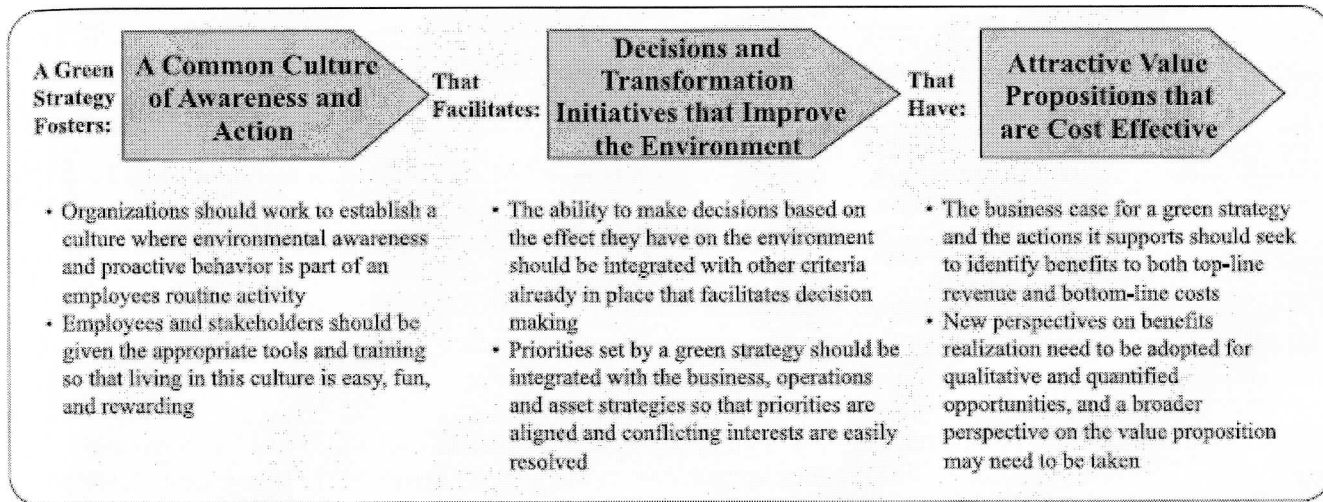 A Green
Strategy
Fosters:
A Common Culture
of Awareness and
Action
That
Facilitates:
Decisions and
Transformation
Initiatives that Improve
the Environment
That
Have:
Attractive Value
Propositions that
are Cost Effective
• Organizations should work to establish a
culture where environmental awareness
and proactive behavior is part of an
employees routine activity
• Employees and stakeholders should be
given the appropriate tools and training
so that living in this culture is easy, fun,
and rewarding
• The ability to make decisions based on
the effect they have on the environment
should be integrated with other criteria
already in place that facilitates decision
making
• Priorities set by a green strategy should be
integrated with the business, operations
and asset strategies so that priorities are
aligned and conflicting interests are easily
resolved
• The business case for a green strategy
and the actions it supports should seek
to identify benefits to both top-line
revenue and bottom-line costs
• New perspectives on benefits
realization need to be adopted for
qualitative and quantified
opportunities, and a broader
perspective on the value proposition
may need to be taken